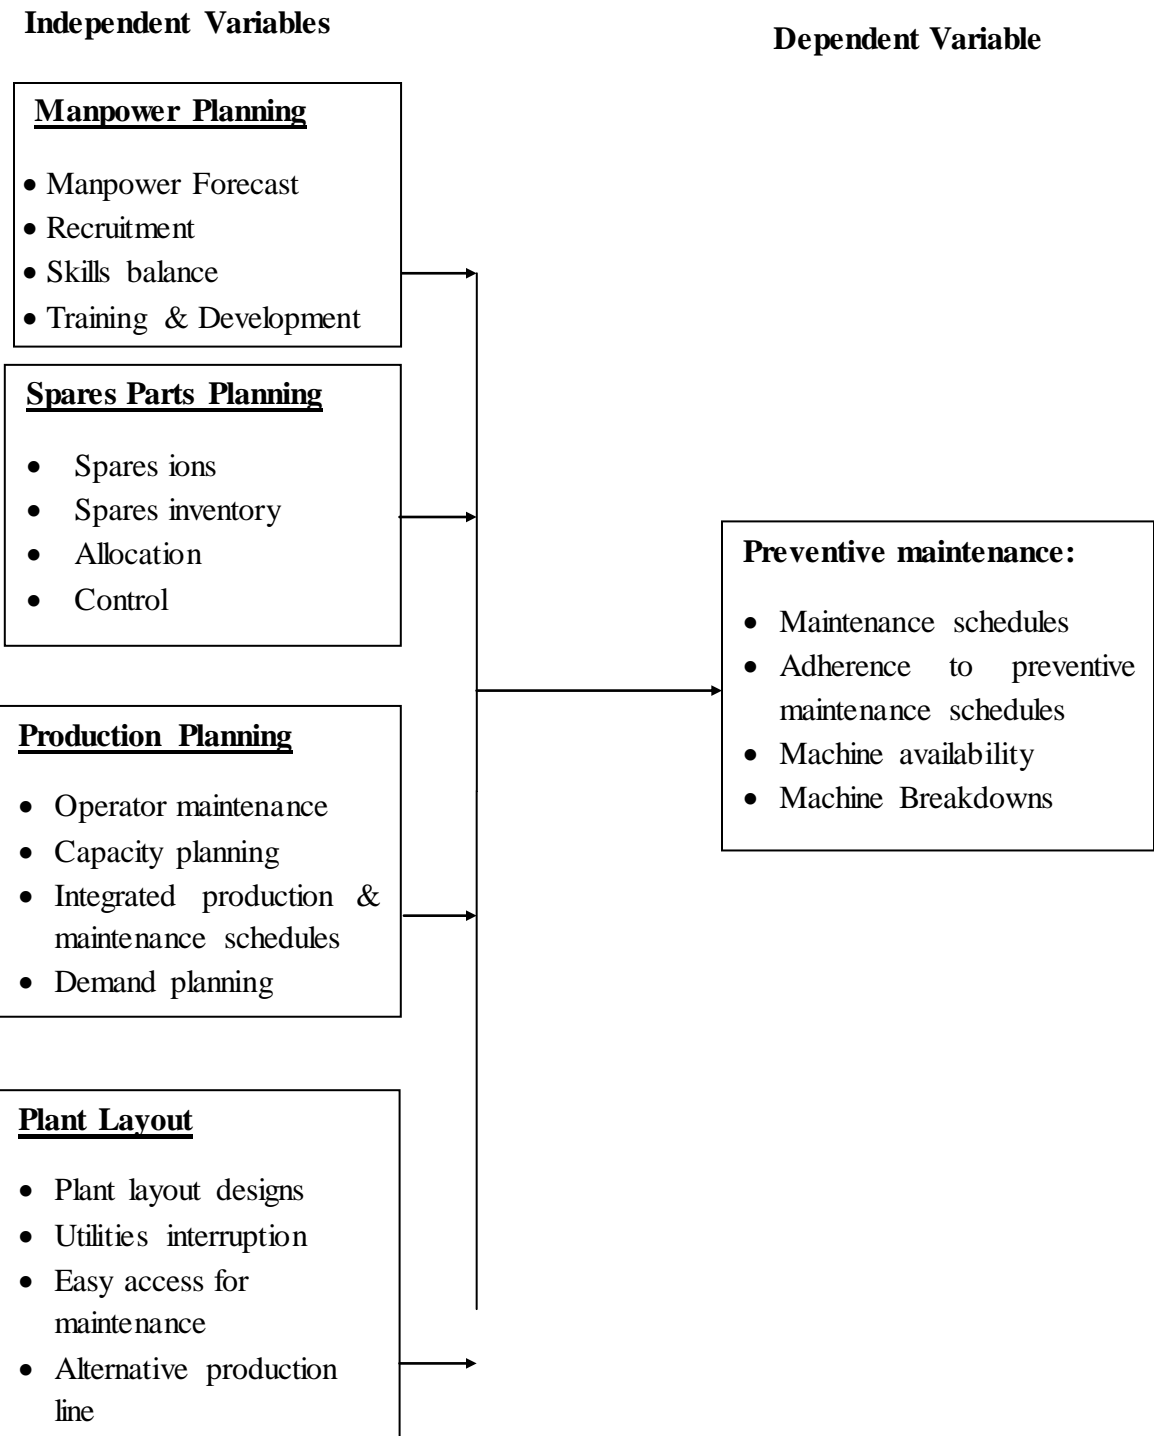 Independent Variables
Dependent Variable
Manpower Planning
• Manpower Forecast
• Recruitment
• Skills balance
• Training & Development
Spares Parts Planning
• Spares ions
• Spares inventory
• Allocation
• Control
Production Planning
• Operator maintenance
• Capacity planning
• Integrated production &
maintenance schedules
• Demand planning
Plant Layout
• Plant layout designs
• Utilities interruption
• Easy access for
maintenance
• Alternative production
line
Preventive maintenance:
• Maintenance schedules
• Adherence to preventive
maintenance schedules
• Machine availability
• Machine Breakdowns